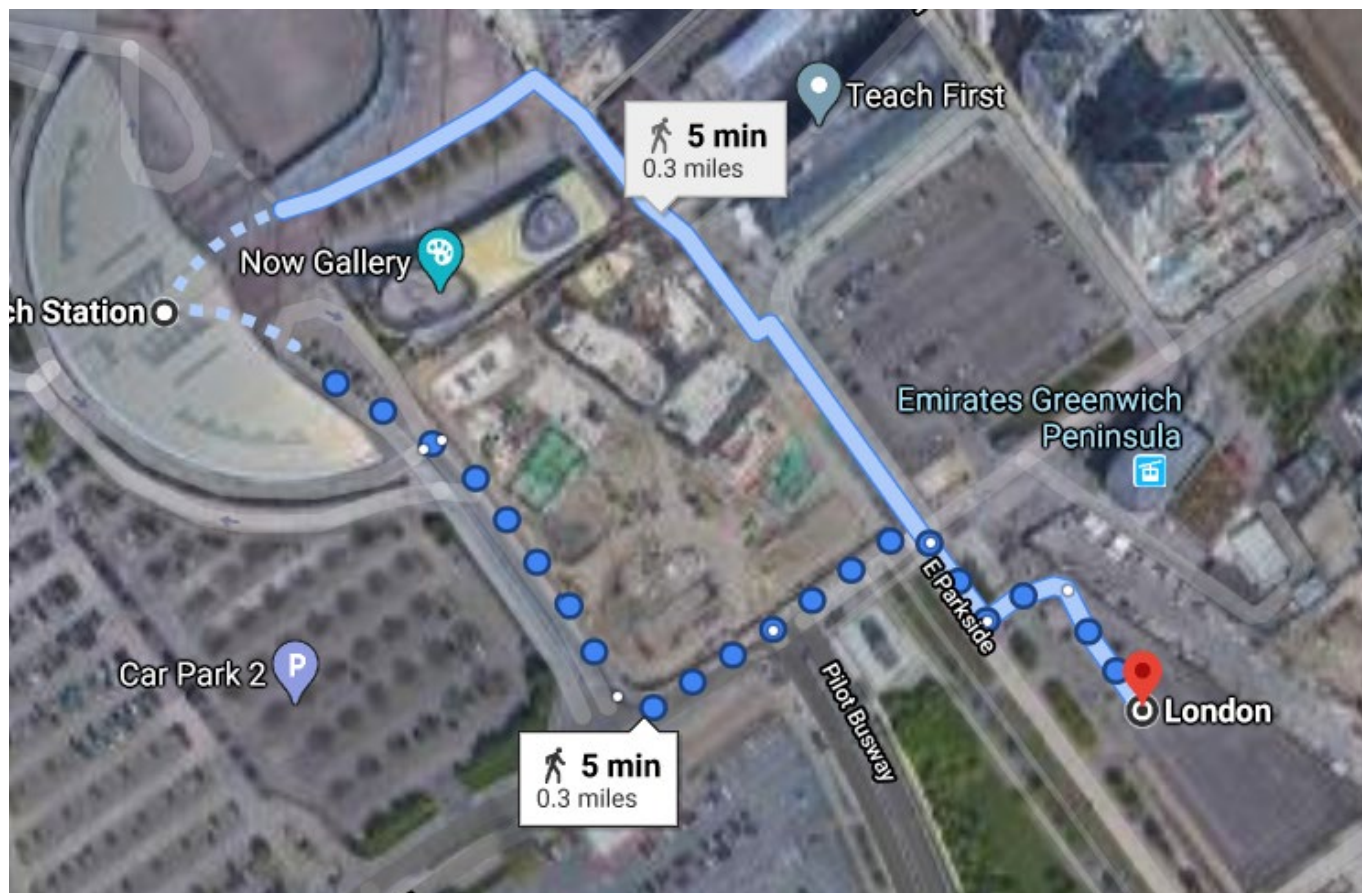 5 min
0.3 miles
Teach First
Now Gallery
ch Station
Emirates Greenwich
Peninsula
E Parkside
Car Park 2
P
Pilot Busway
London
5 min
0.3 miles